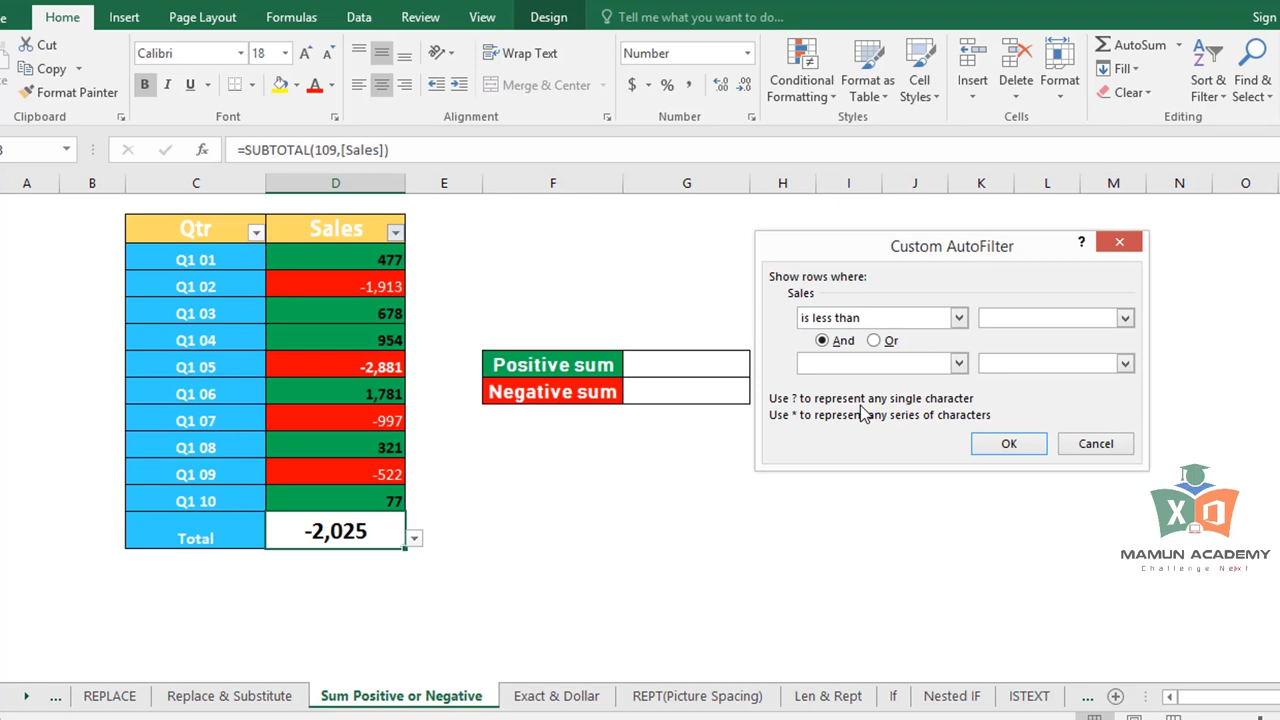 Home Insert Page Layout Formulas Data Review View Design Tell me what you want to do... Sign
Cut
Copy
Format Painter
Clipboard
Calibri 18 A A
B I U A
Font
Wrap Text
Merge & Center
Alignment
Number
$ % ,
Number
Conditional Formatting
Format as Table
Cell Styles
Styles
Insert Delete Format
Cells
AutoSum
Fill
Clear
Sort & Filter
Find & Select
Editing
3 fx =SUBTOTAL(109,[Sales])
A B C D E F G H I J K L M N O
Qtr Sales
Q1 01 477
Q1 02 -1,913
Q1 03 678
Q1 04 954
Q1 05 -2,881
Q1 06 1,781
Q1 07 -997
Q1 08 321
Q1 09 -522
Q1 10 77
Total -2,025
Positive sum
Negative sum
Custom AutoFilter ?
Show rows where:
Sales
is less than
And Or
Use ? to represent any single character
Use * to represent any series of characters
OK Cancel
MAMUN ACADEMY
Challenge Next
... REPLACE Replace & Substitute Sum Positive or Negative Exact & Dollar REPT(Picture Spacing) Len & Rept If Nested IF ISTEXT ...